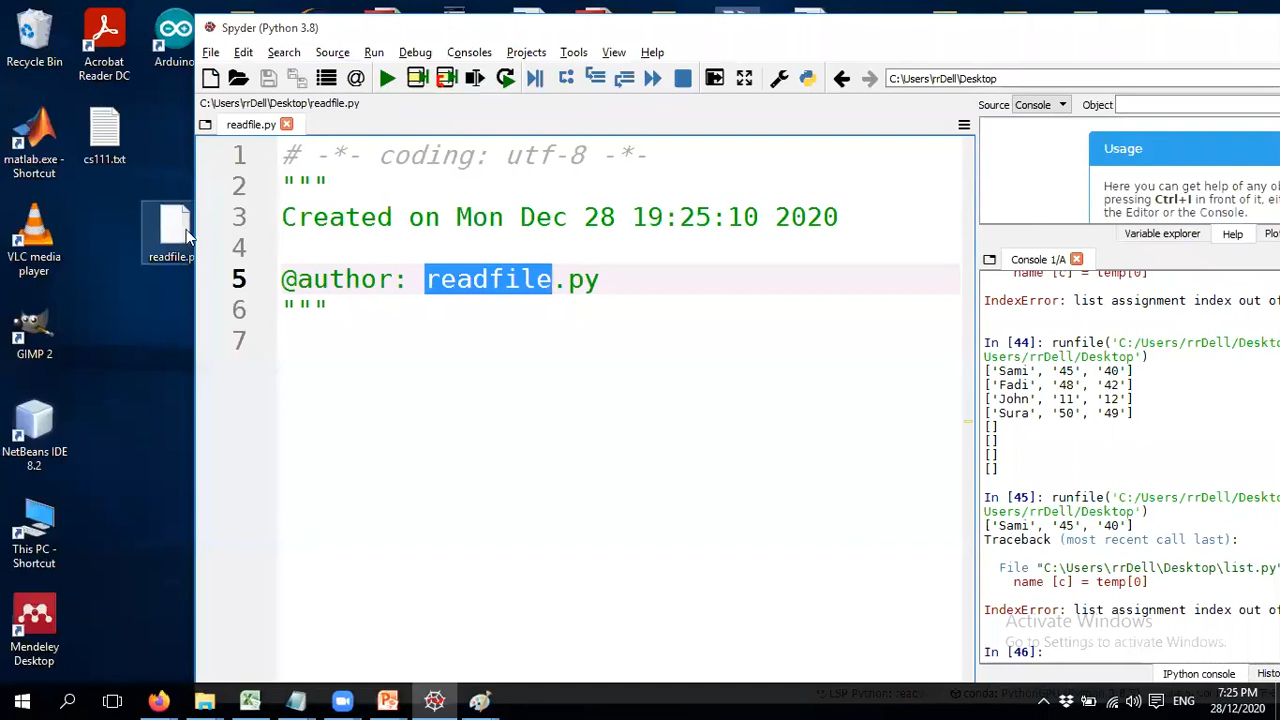 Recycle Bin
Acrobat Reader DC
Arduino
matlab.exe - Shortcut
cs111.txt
VLC media player
readfile.p
GIMP 2
NetBeans IDE 8.2
This PC - Shortcut
Mendeley Desktop
Spyder (Python 3.8)
File Edit Search Source Run Debug Consoles Projects Tools View Help
C:\Users\rrDell\Desktop
C:\Users\rrDell\Desktop\readfile.py
readfile.py
1 # -*- coding: utf-8 -*-
2 """
3 Created on Mon Dec 28 19:25:10 2020
4
5 @author: readfile.py
6 """
7
Source Console Object
Usage
Here you can get help of any ob
pressing Ctrl+I in front of it, eit
the Editor or the Console.
Variable explorer Help Plo
Console 1/A
name [c] = temp[0]
IndexError: list assignment index out of
In [44]: runfile('C:/Users/rrDell/Deskto
Users/rrDell/Desktop')
['Sami', '45', '40']
['Fadi', '48', '42']
['John', '11', '12']
['Sura', '50', '49']
[]
[]
[]
[]
In [45]: runfile('C:/Users/rrDell/Deskto
Users/rrDell/Desktop')
['Sami', '45', '40']
Traceback (most recent call last):
File "C:\Users\rrDell\Desktop\list.py"
name [c] = temp[0]
IndexError: list assignment index out of
Activate Windows
Go to Settings to activate Windows.
In [46]:
IPython console Histo
LSP Python: ready
ENG
7:25 PM
28/12/2020